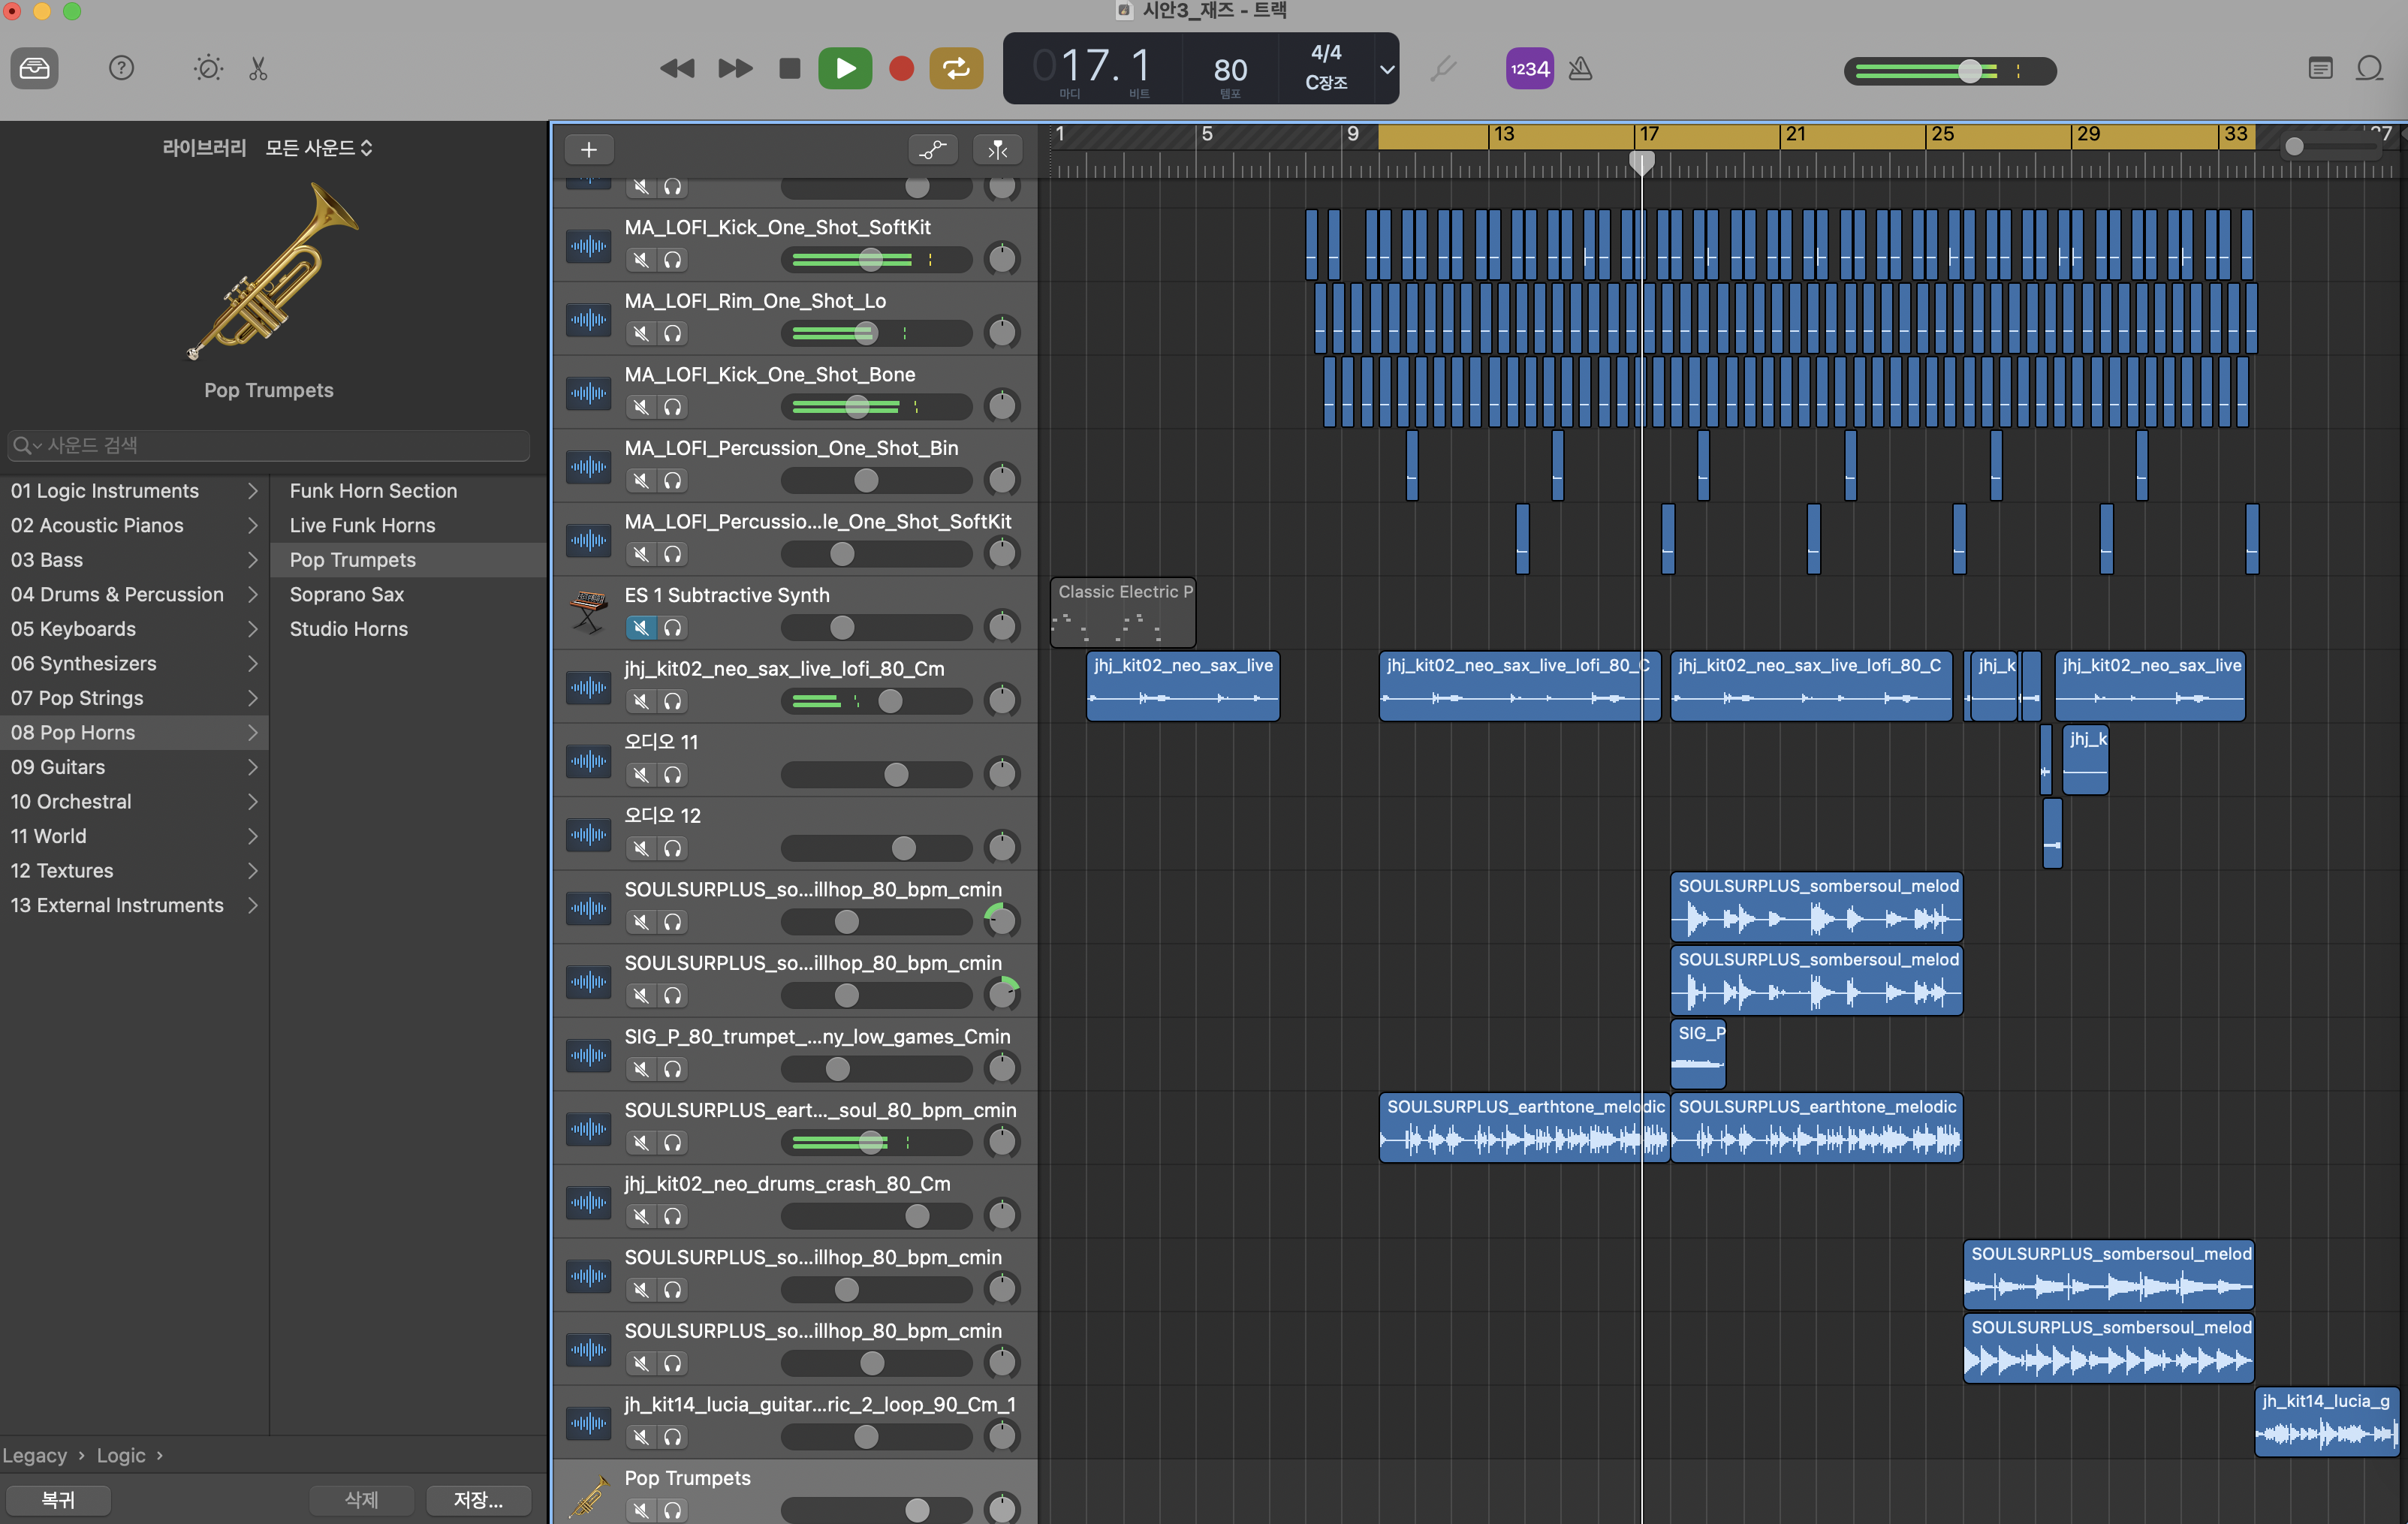 시안3_재즈 - 트랙
017. 1
마디
비트
80
템포
4/4
C장조
1234
라이브러리 모든 사운드
Pop Trumpets
사운드 검색
01 Logic Instruments
02 Acoustic Pianos
03 Bass
04 Drums & Percussion
05 Keyboards
06 Synthesizers
07 Pop Strings
08 Pop Horns
09 Guitars
10 Orchestral
11 World
12 Textures
13 External Instruments
Funk Horn Section
Live Funk Horns
Pop Trumpets
Soprano Sax
Studio Horns
Legacy › Logic ›
복귀
삭제
저장...
1 5 9 13 17 21 25 29 33
MA_LOFI_Kick_One_Shot_SoftKit
MA_LOFI_Rim_One_Shot_Lo
MA_LOFI_Kick_One_Shot_Bone
MA_LOFI_Percussion_One_Shot_Bin
MA_LOFI_Percussio...le_One_Shot_SoftKit
ES 1 Subtractive Synth
Classic Electric P
jhj_kit02_neo_sax_live_lofi_80_Cm
jhj_kit02_neo_sax_live
jhj_kit02_neo_sax_live_lofi_80_C
jhj_kit02_neo_sax_live_lofi_80_C
jhj_k
jhj_kit02_neo_sax_live
오디오 11
jhj_k
오디오 12
SOULSURPLUS_so...illhop_80_bpm_cmin
SOULSURPLUS_sombersoul_melod
SOULSURPLUS_so...illhop_80_bpm_cmin
SOULSURPLUS_sombersoul_melod
SIG_P_80_trumpet_...ny_low_games_Cmin
SIG_P
SOULSURPLUS_eart..._soul_80_bpm_cmin
SOULSURPLUS_earthtone_melodic
SOULSURPLUS_earthtone_melodic
jhj_kit02_neo_drums_crash_80_Cm
SOULSURPLUS_so...illhop_80_bpm_cmin
SOULSURPLUS_sombersoul_melod
SOULSURPLUS_so...illhop_80_bpm_cmin
SOULSURPLUS_sombersoul_melod
jh_kit14_lucia_guitar...ric_2_loop_90_Cm_1
jh_kit14_lucia_g
Pop Trumpets